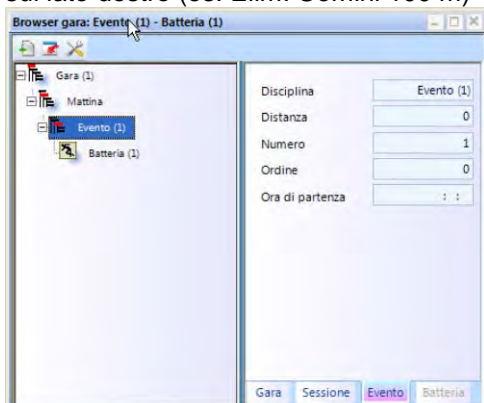 sul lato destro (es. Elim. Uomini 100 m)
Browser gara: Evento (1) - Batteria (1)
Gara (1)
Mattina
Evento (1)
Batteria (1)
Disciplina Evento (1)
Distanza 0
Numero 1
Ordine 0
Ora di partenza : :
Gara Sessione Evento Batteria